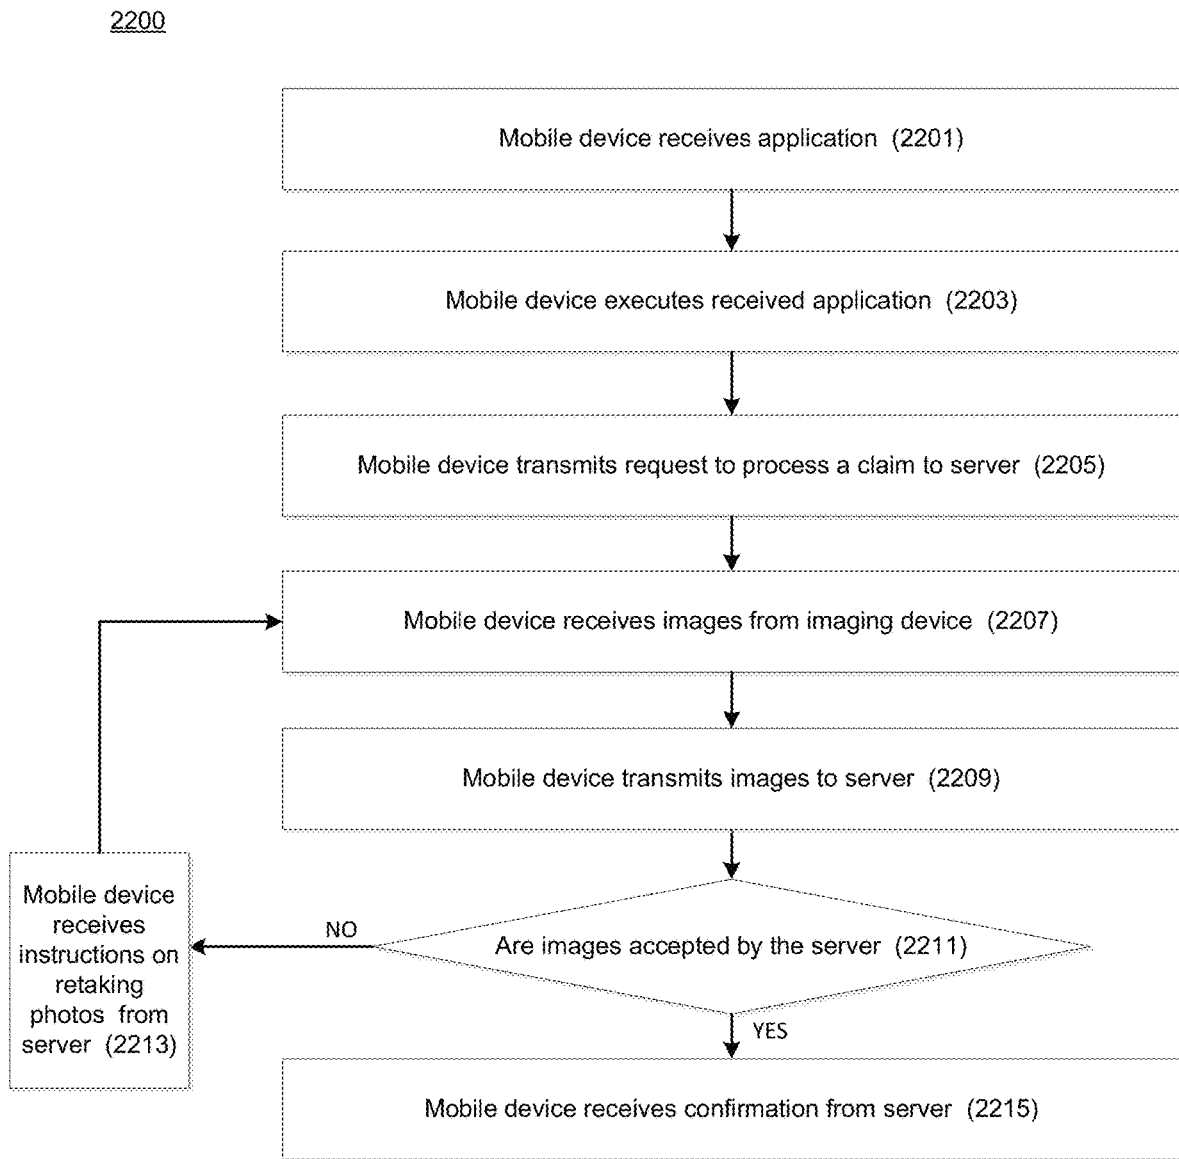 2200
Mobile device receives application (2201)
Mobile device executes received application (2203)
Mobile device transmits request to process a claim to server (2205)
Mobile device receives images from imaging device (2207)
Mobile device transmits images to server (2209)
Mobile device
receives
instructions on
retaking
photos from
server (2213)
NO
Are images accepted by the server (2211)
YES
Mobile device receives confirmation from server (2215)